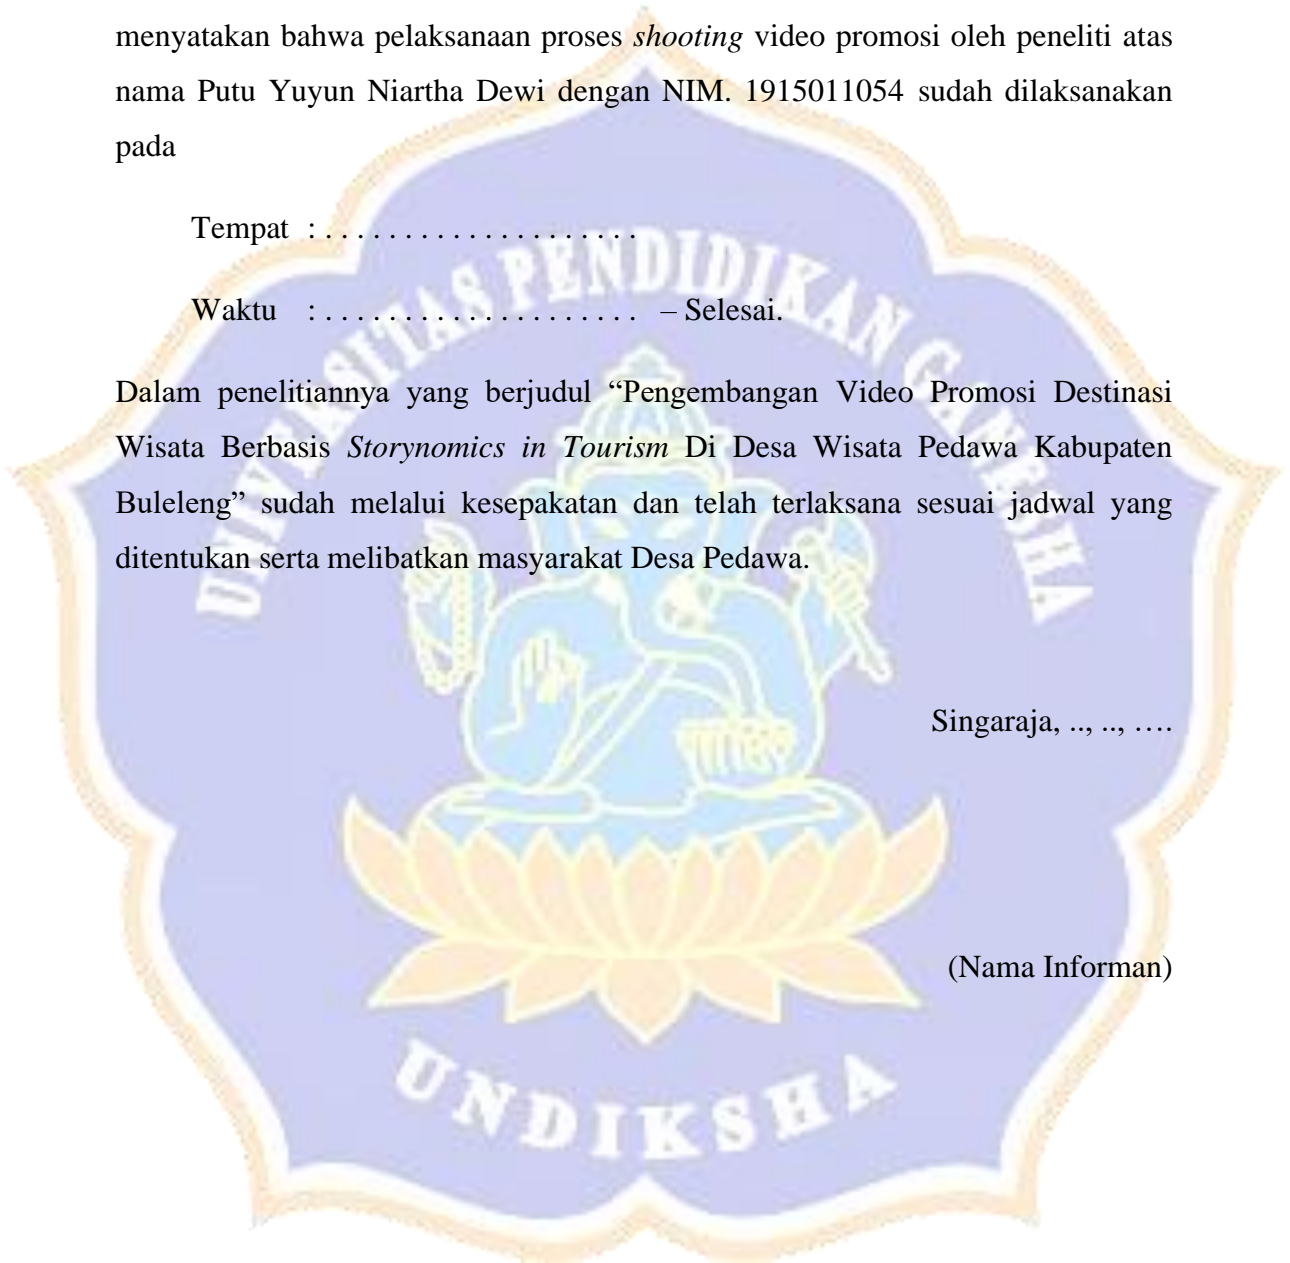 menyatakan bahwa pelaksanaan proses shooting video promosi oleh peneliti atas
nama Putu Yuyun Niartha Dewi dengan NIM. 1915011054 sudah dilaksanakan
pada
Tempat : . . . . . . . . . . . . . . . . . . . .
Waktu : . . . . . . . . . . . . . . . . . . . . – Selesai.
Dalam penelitiannya yang berjudul “Pengembangan Video Promosi Destinasi
Wisata Berbasis Storynomics in Tourism Di Desa Wisata Pedawa Kabupaten
Buleleng” sudah melalui kesepakatan dan telah terlaksana sesuai jadwal yang
ditentukan serta melibatkan masyarakat Desa Pedawa.
Singaraja, .., .., ….
(Nama Informan)
UNIVERSITAS PENDIDIKAN GANESHA
UNDIKSHA